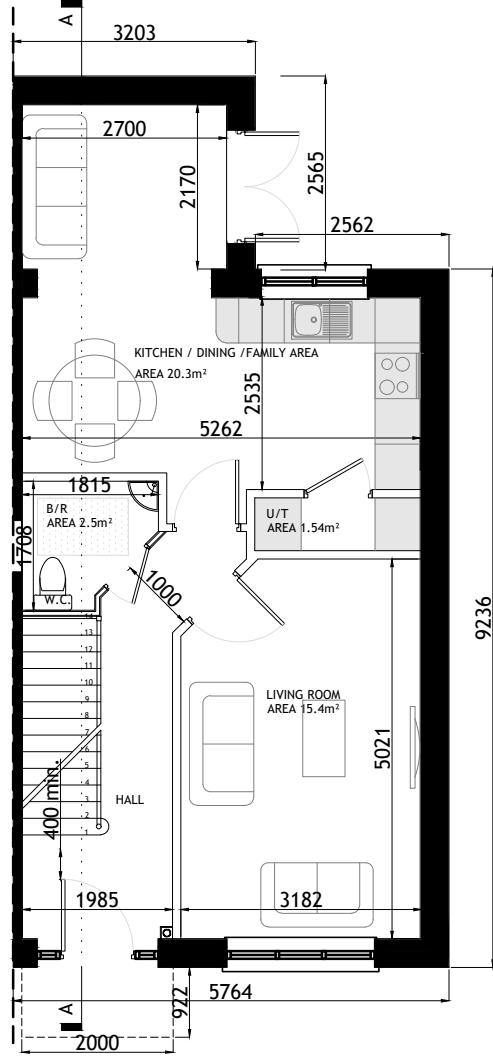 A
3203
2700
2170
2565
2562
KITCHEN / DINING /FAMILY AREA
AREA 20.3m²
2535
5262
1815
B/R
AREA 2.5m²
U/T
AREA 1.54m²
1708
W.C.
1000
9236
14
13
12
11
10
9
8
7
6
5
4
3
2
1
LIVING ROOM
AREA 15.4m²
5021
400 min.
HALL
1985
3182
922
5764
A
2000